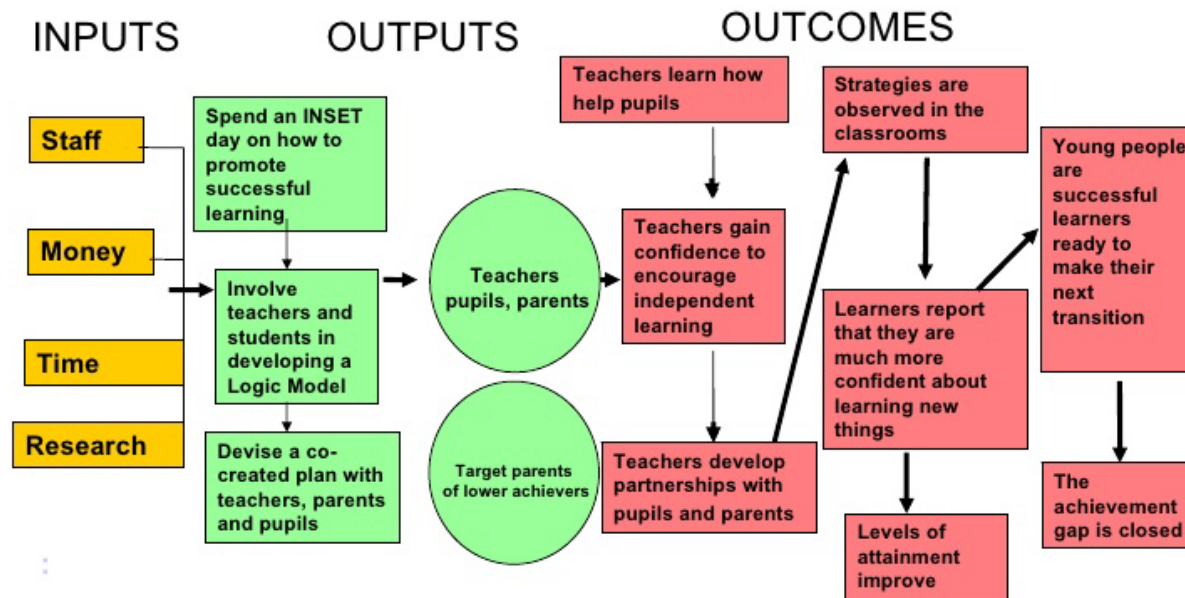 INPUTS
OUTPUTS
OUTCOMES
Staff
Money
Time
Research
Spend an INSET
day on how to
promote
successful
learning
Involve
teachers and
students in
developing a
Logic Model
Devise a co-
created plan with
teachers, parents
and pupils
Teachers
pupils, parents
Target parents
of lower achievers
Teachers learn how
help pupils
Teachers gain
confidence to
encourage
independent
learning
Teachers develop
partnerships with
pupils and parents
Strategies are
observed in the
classrooms
Learners report
that they are
much more
confident about
learning new
things
Levels of
attainment
improve
Young people
are
successful
learners
ready to
make their
next
transition
The
achievement
gap is closed
: